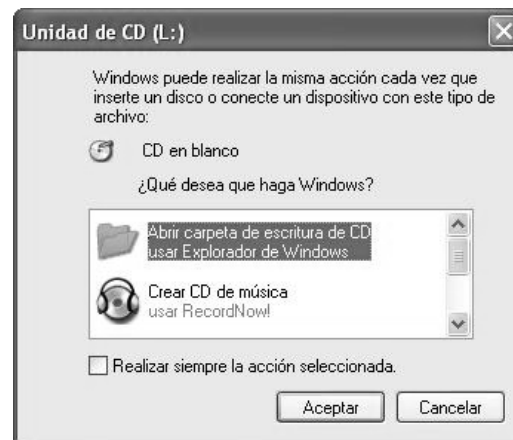 Unidad de CD (L:)
Windows puede realizar la misma acción cada vez que
inserte un disco o conecte un dispositivo con este tipo de
archivo:
CD en blanco
¿Qué desea que haga Windows?
Abrir carpeta de escritura de CD
usar Explorador de Windows
Crear CD de música
usar RecordNow!
Realizar siempre la acción seleccionada.
Aceptar Cancelar